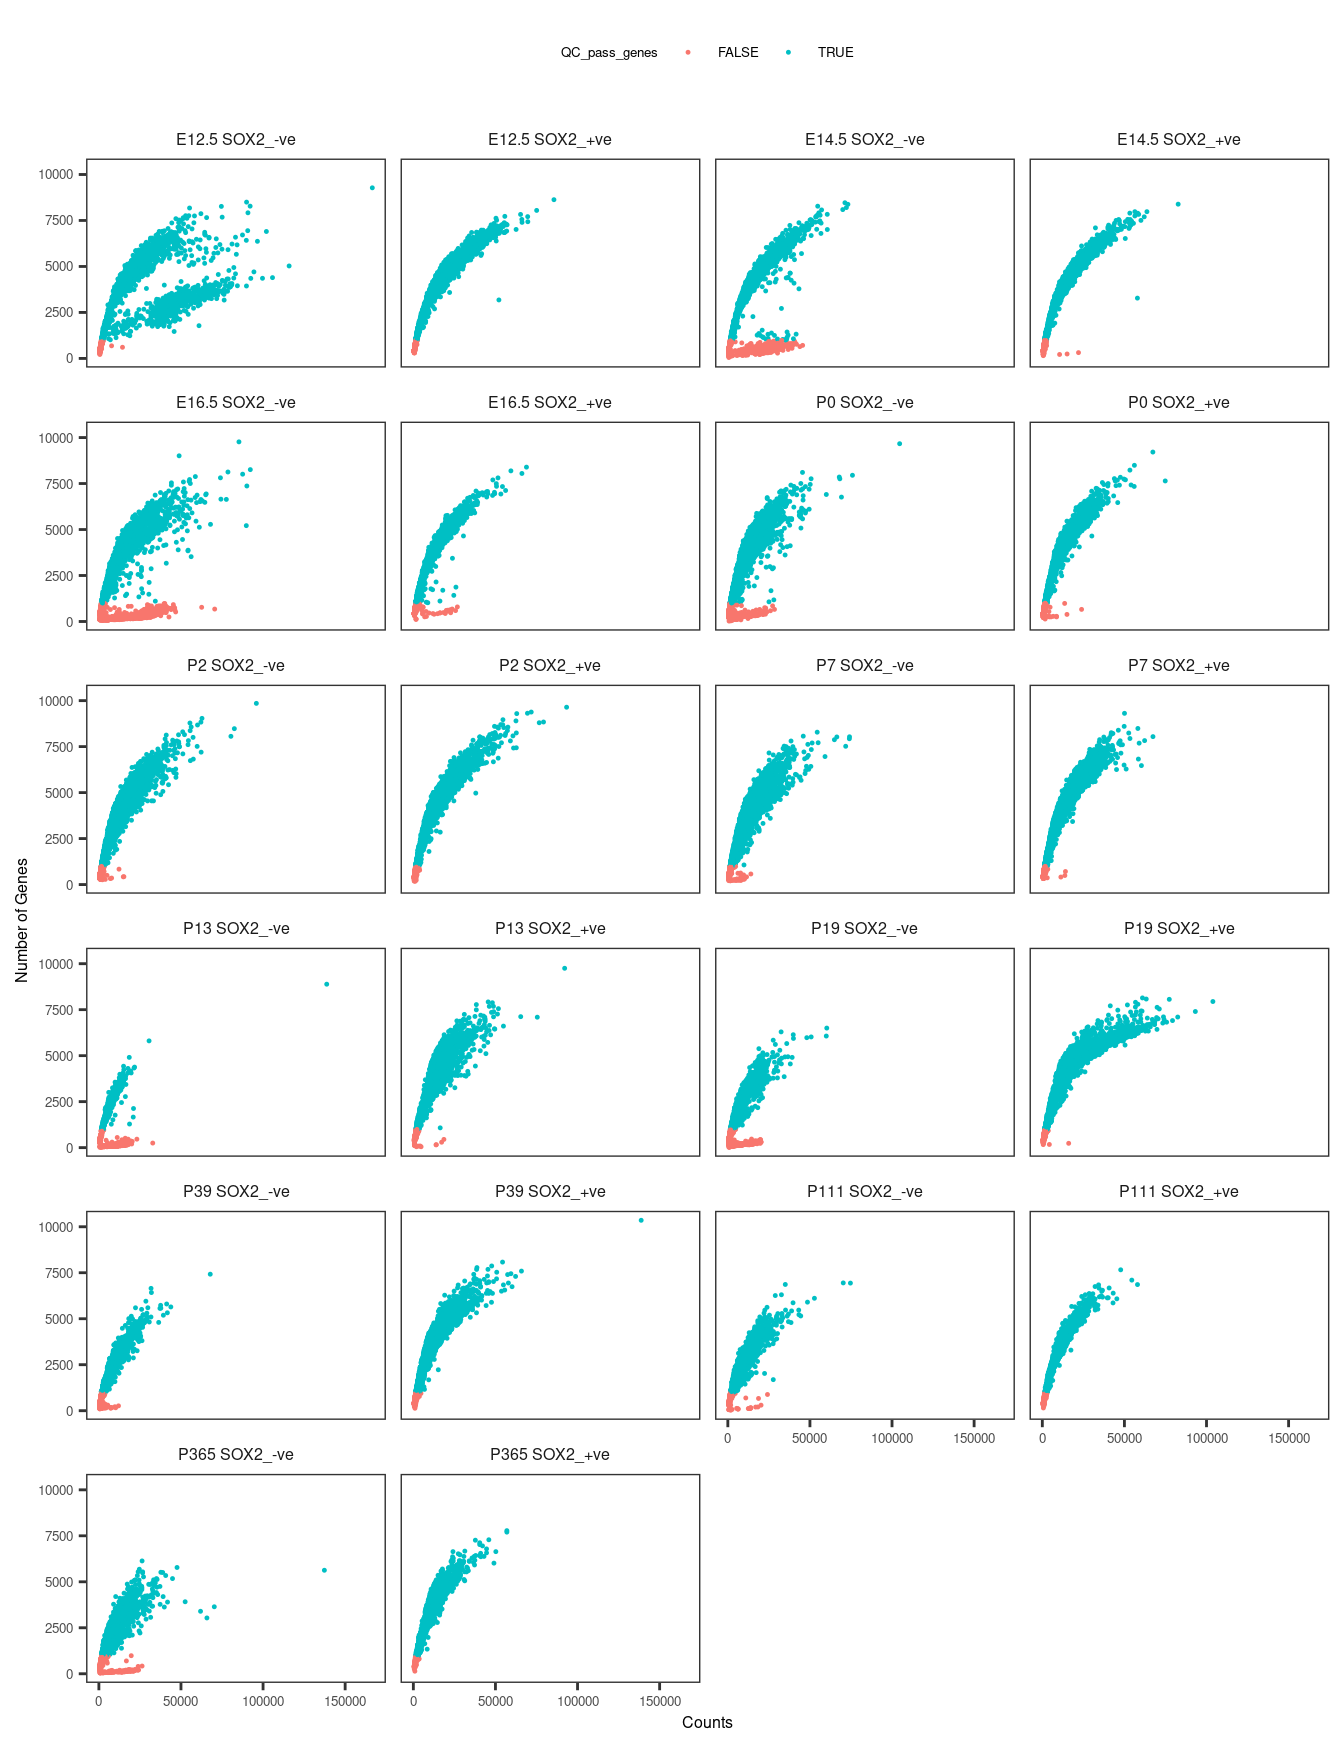 QC_pass_genes FALSE TRUE
E12.5 SOX2_-ve E12.5 SOX2_+ve E14.5 SOX2_-ve E14.5 SOX2_+ve
10000
7500
5000
2500
0
E16.5 SOX2_-ve E16.5 SOX2_+ve P0 SOX2_-ve P0 SOX2_+ve
10000
7500
5000
2500
0
P2 SOX2_-ve P2 SOX2_+ve P7 SOX2_-ve P7 SOX2_+ve
10000
7500
5000
2500
0
Number of Genes
P13 SOX2_-ve P13 SOX2_+ve P19 SOX2_-ve P19 SOX2_+ve
10000
7500
5000
2500
0
P39 SOX2_-ve P39 SOX2_+ve P111 SOX2_-ve P111 SOX2_+ve
10000
7500
5000
2500
0
0 50000 100000 150000 0 50000 100000 150000
P365 SOX2_-ve P365 SOX2_+ve
10000
7500
5000
2500
0
0 50000 100000 150000 0 50000 100000 150000
Counts